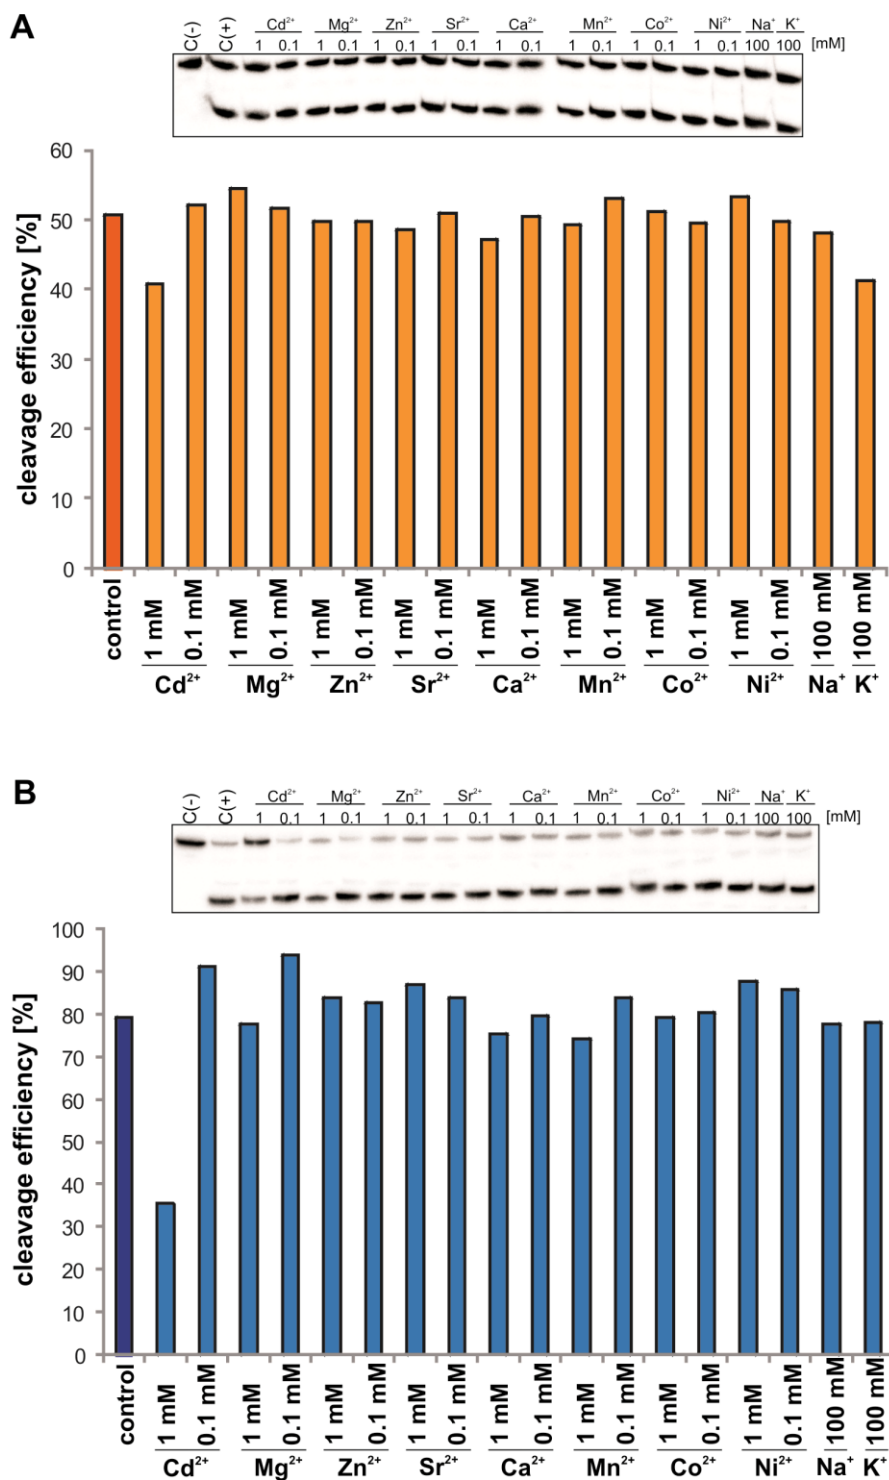 A
C(-) C(+) Cd²⁺ Mg²⁺ Zn²⁺ Sr²⁺ Ca²⁺ Mn²⁺ Co²⁺ Ni²⁺ Na⁺ K⁺
1 0.1 1 0.1 1 0.1 1 0.1 1 0.1 1 0.1 1 0.1 1 0.1 100 100 [mM]
cleavage efficiency [%]
60
50
40
30
20
10
0
control 1 mM 0.1 mM 1 mM 0.1 mM 1 mM 0.1 mM 1 mM 0.1 mM 1 mM 0.1 mM 1 mM 0.1 mM 1 mM 0.1 mM 1 mM 0.1 mM 100 mM 100 mM
Cd²⁺ Mg²⁺ Zn²⁺ Sr²⁺ Ca²⁺ Mn²⁺ Co²⁺ Ni²⁺ Na⁺ K⁺
B
C(-) C(+) Cd²⁺ Mg²⁺ Zn²⁺ Sr²⁺ Ca²⁺ Mn²⁺ Co²⁺ Ni²⁺ Na⁺ K⁺
1 0.1 1 0.1 1 0.1 1 0.1 1 0.1 1 0.1 1 0.1 1 0.1 100 100 [mM]
cleavage efficiency [%]
100
90
80
70
60
50
40
30
20
10
0
control 1 mM 0.1 mM 1 mM 0.1 mM 1 mM 0.1 mM 1 mM 0.1 mM 1 mM 0.1 mM 1 mM 0.1 mM 1 mM 0.1 mM 1 mM 0.1 mM 100 mM 100 mM
Cd²⁺ Mg²⁺ Zn²⁺ Sr²⁺ Ca²⁺ Mn²⁺ Co²⁺ Ni²⁺ Na⁺ K⁺